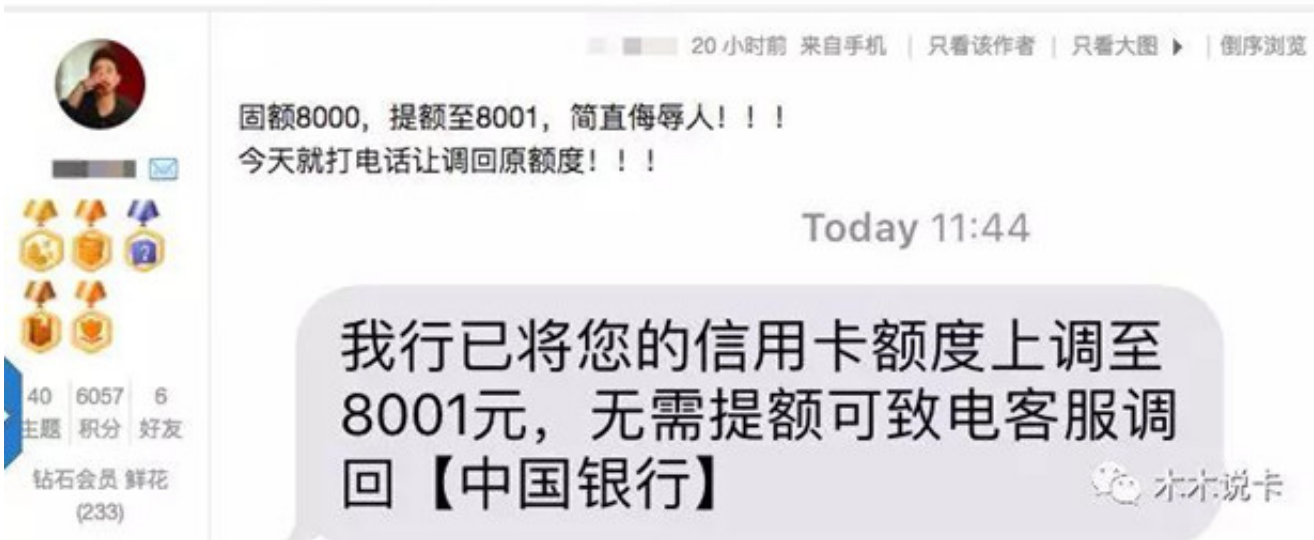 20 小时前 来自手机 | 只看该作者 | 只看大图 | 倒序浏览
固额8000，提额至8001，简直侮辱人！！！
今天就打电话让调回原额度！！！
Today 11:44
我行已将您的信用卡额度上调至
8001元，无需提额可致电客服调
回【中国银行】
40 6057 6
主题 积分 好友
钻石会员 鲜花
(233)
木木说卡